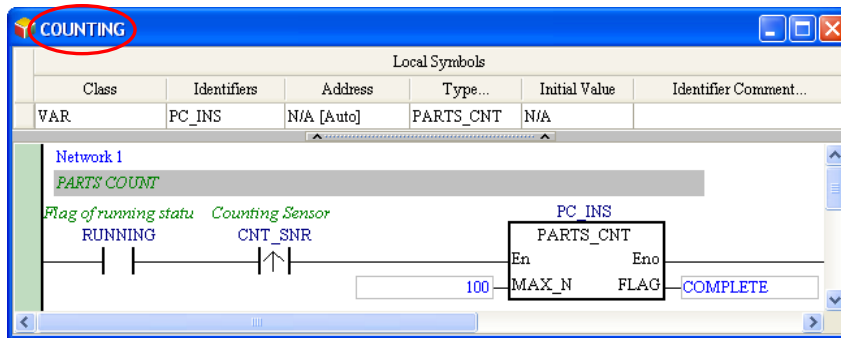 COUNTING
Local Symbols
Class Identifiers Address Type... Initial Value Identifier Comment...
VAR PC_INS N/A [Auto] PARTS_CNT N/A
Network 1
PARTS COUNT
Flag of running statu Counting Sensor PC_INS
RUNNING CNT_SNR PARTS_CNT
En Eno
100 MAX_N FLAG COMPLETE